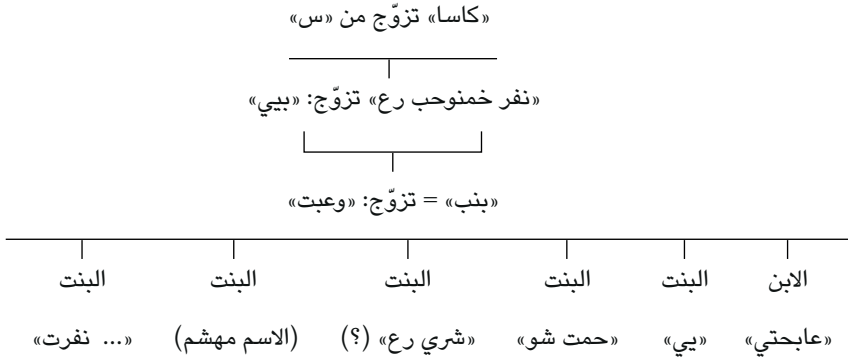 «كاسا» تزوّج من «س»
«نفر خمنوحب رع» تزوّج: «بيي»
«بنب» = تزوّج: «وعبت»
الابن البنت البنت البنت البنت البنت
«عابحتي» «يي» «حمت شو» «شري رع» (؟) (الاسم مهشم) «... نفرت»